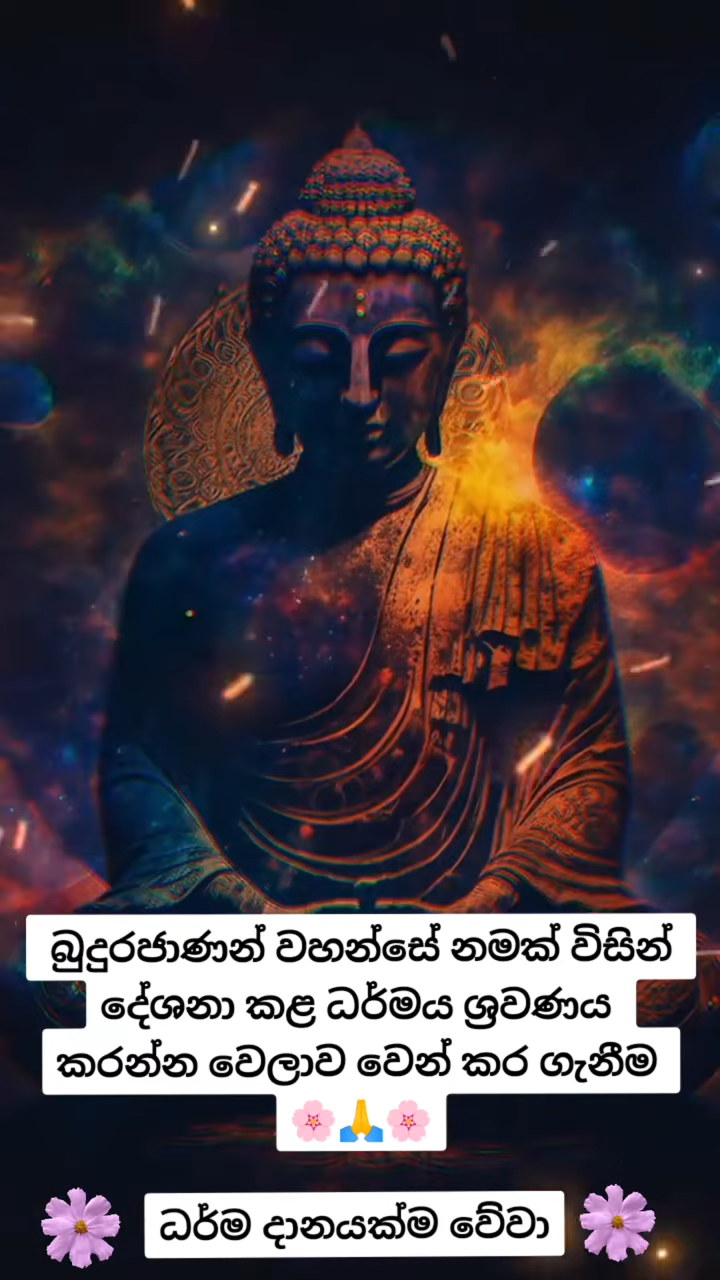 බුදුරජාණන් වහන්සේ නමක් විසින්
දේශනා කළ ධර්මය ශ්‍රවණය
කරන්න වෙලාව වෙන් කර ගැනීම
🌸🙏🌸
ධර්ම දානයක්ම වේවා